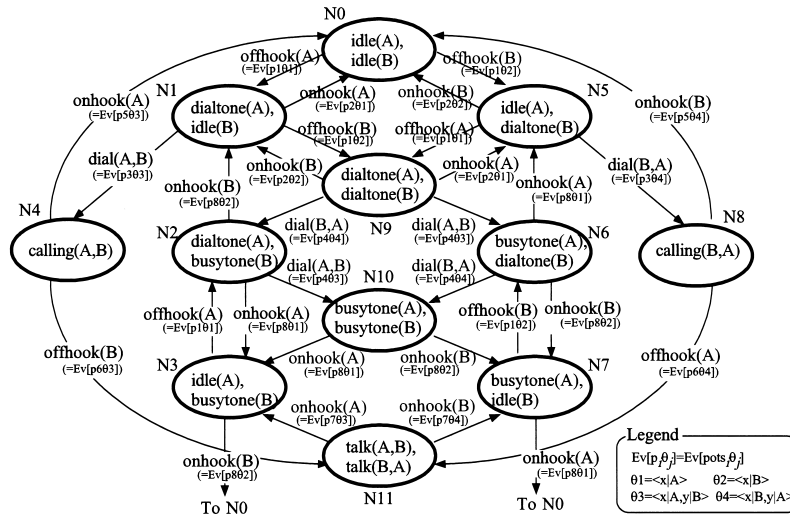 N0
idle(A),
idle(B)
offhook(A)
(=Ev[p1θ1])
offhook(B)
(=Ev[p1θ2])
N1
dialtone(A),
idle(B)
onhook(A)
(=Ev[p2θ1])
onhook(B)
(=Ev[p2θ2])
N5
idle(A),
dialtone(B)
onhook(A)
(=Ev[p5θ3])
onhook(B)
(=Ev[p5θ4])
offhook(B)
(=Ev[p1θ2])
offhook(A)
(=Ev[p1θ1])
dial(A,B)
(=Ev[p3θ3])
onhook(B)
(=Ev[p2θ2])
onhook(A)
(=Ev[p2θ1])
dial(B,A)
(=Ev[p3θ4])
dialtone(A),
dialtone(B)
N9
onhook(B)
(=Ev[p8θ2])
onhook(A)
(=Ev[p8θ1])
N4
calling(A,B)
N2
dialtone(A),
busytone(B)
dial(B,A)
(=Ev[p4θ4])
dial(A,B)
(=Ev[p4θ3])
N6
busytone(A),
dialtone(B)
N8
calling(B,A)
dial(A,B)
(=Ev[p4θ3])
N10
dial(B,A)
(=Ev[p4θ4])
busytone(A),
busytone(B)
offhook(A)
(=Ev[p1θ1])
onhook(A)
(=Ev[p8θ1])
offhook(B)
(=Ev[p1θ2])
onhook(B)
(=Ev[p8θ2])
offhook(B)
(=Ev[p6θ3])
offhook(A)
(=Ev[p6θ4])
N3
idle(A),
busytone(B)
onhook(A)
(=Ev[p8θ1])
onhook(B)
(=Ev[p8θ2])
N7
busytone(A),
idle(B)
onhook(A)
(=Ev[p7θ3])
onhook(B)
(=Ev[p7θ4])
talk(A,B),
talk(B,A)
N11
onhook(B)
(=Ev[p8θ2])
To N0
onhook(A)
(=Ev[p8θ1])
To N0
Legend
Ev[piθj]=Ev[potsiθj]
θ1=<x|A> θ2=<x|B>
θ3=<x|A,y|B> θ4=<x|B,y|A>